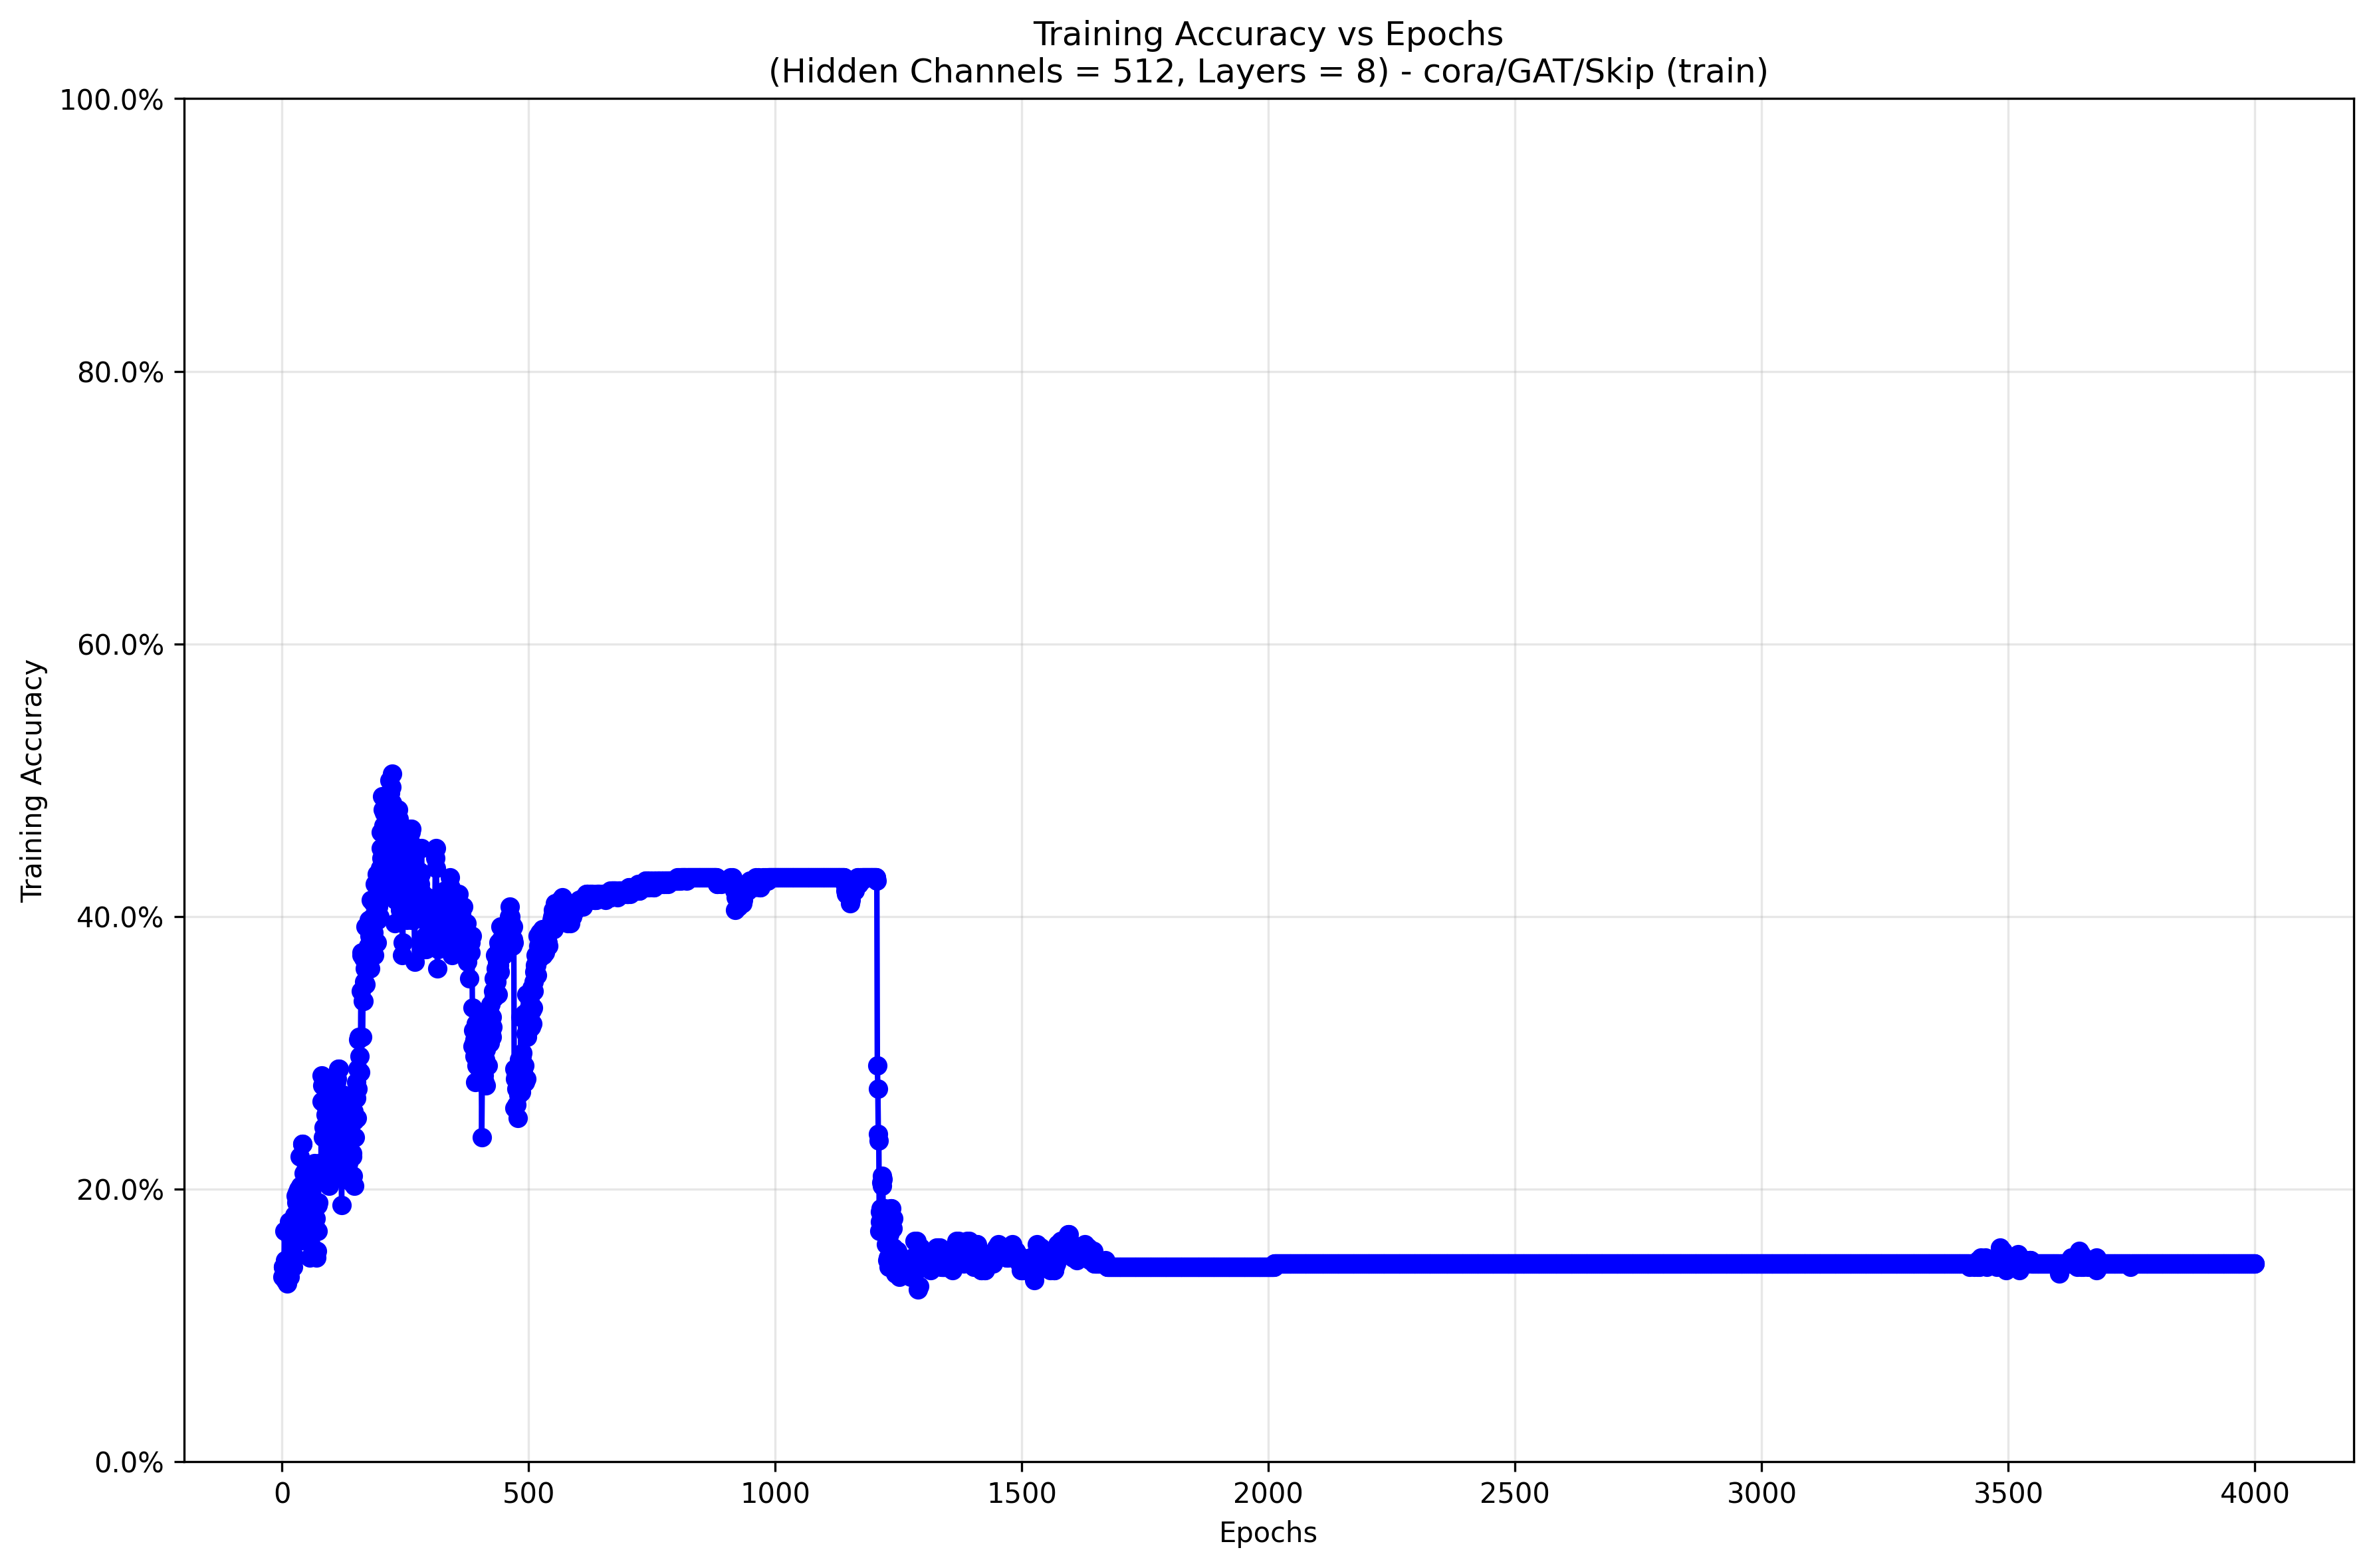 Training Accuracy vs Epochs
(Hidden Channels = 512, Layers = 8) - cora/GAT/Skip (train)
100.0%
80.0%
60.0%
40.0%
20.0%
0.0%
Training Accuracy
0 500 1000 1500 2000 2500 3000 3500 4000
Epochs